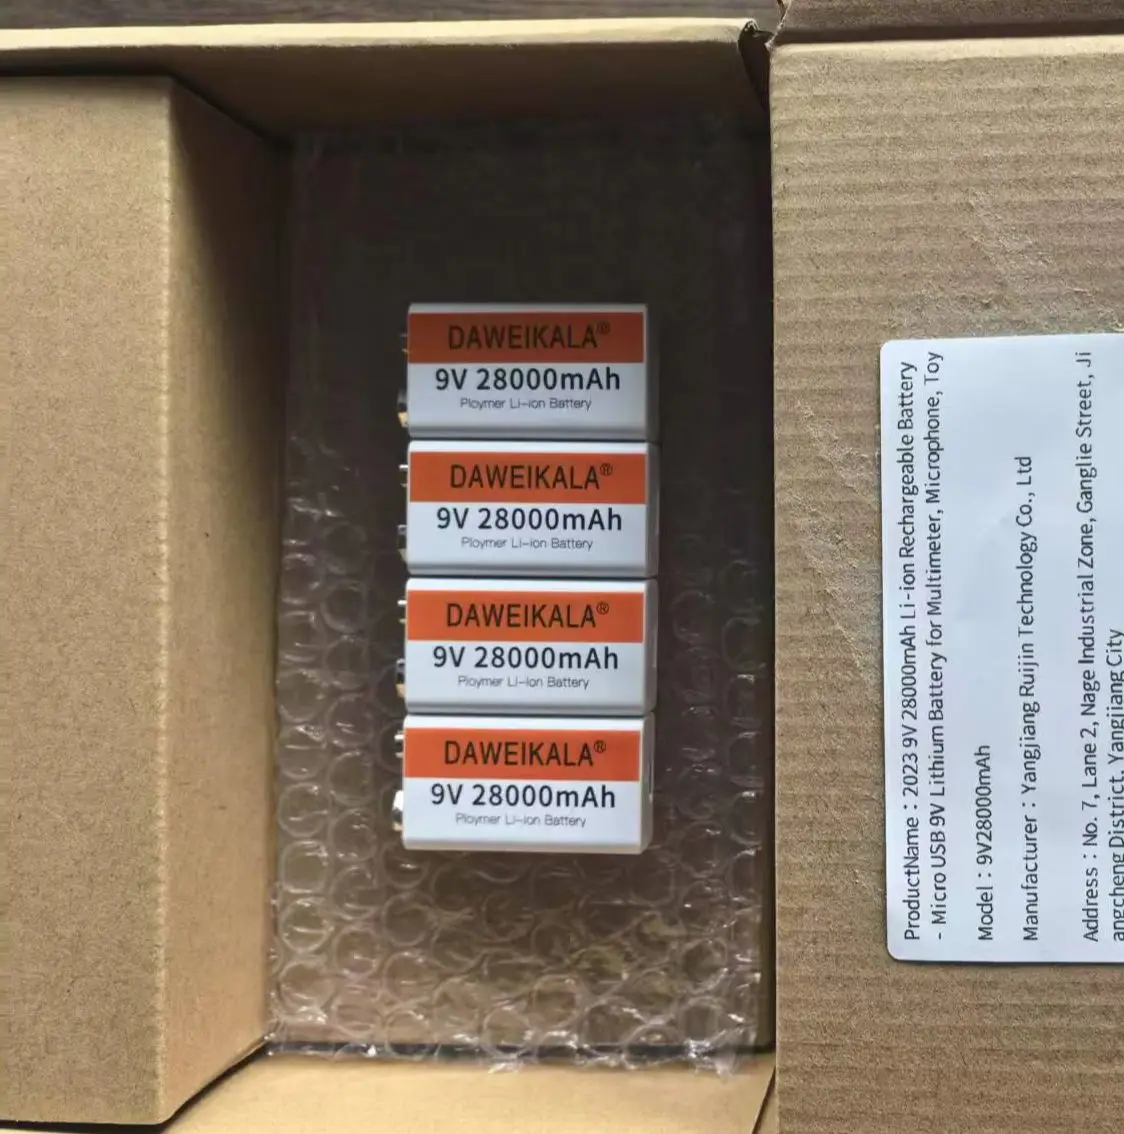 DAWEIKALA®
9V 28000mAh
Ploymer Li-ion Battery
DAWEIKALA®
9V 28000mAh
Ploymer Li-ion Battery
DAWEIKALA®
9V 28000mAh
Ploymer Li-ion Battery
DAWEIKALA®
9V 28000mAh
Ploymer Li-ion Battery
ProductName : 2023 9V 28000mAh Li-ion Rechargeable Battery
- Micro USB 9V Lithium Battery for Multimeter, Microphone, Toy
Model : 9V28000mAh
Manufacturer : Yangjiang Ruijin Technology Co., Ltd
Address : No. 7, Lane 2, Nage Industrial Zone, Ganglie Street, Ji
angcheng District, Yangjiang City